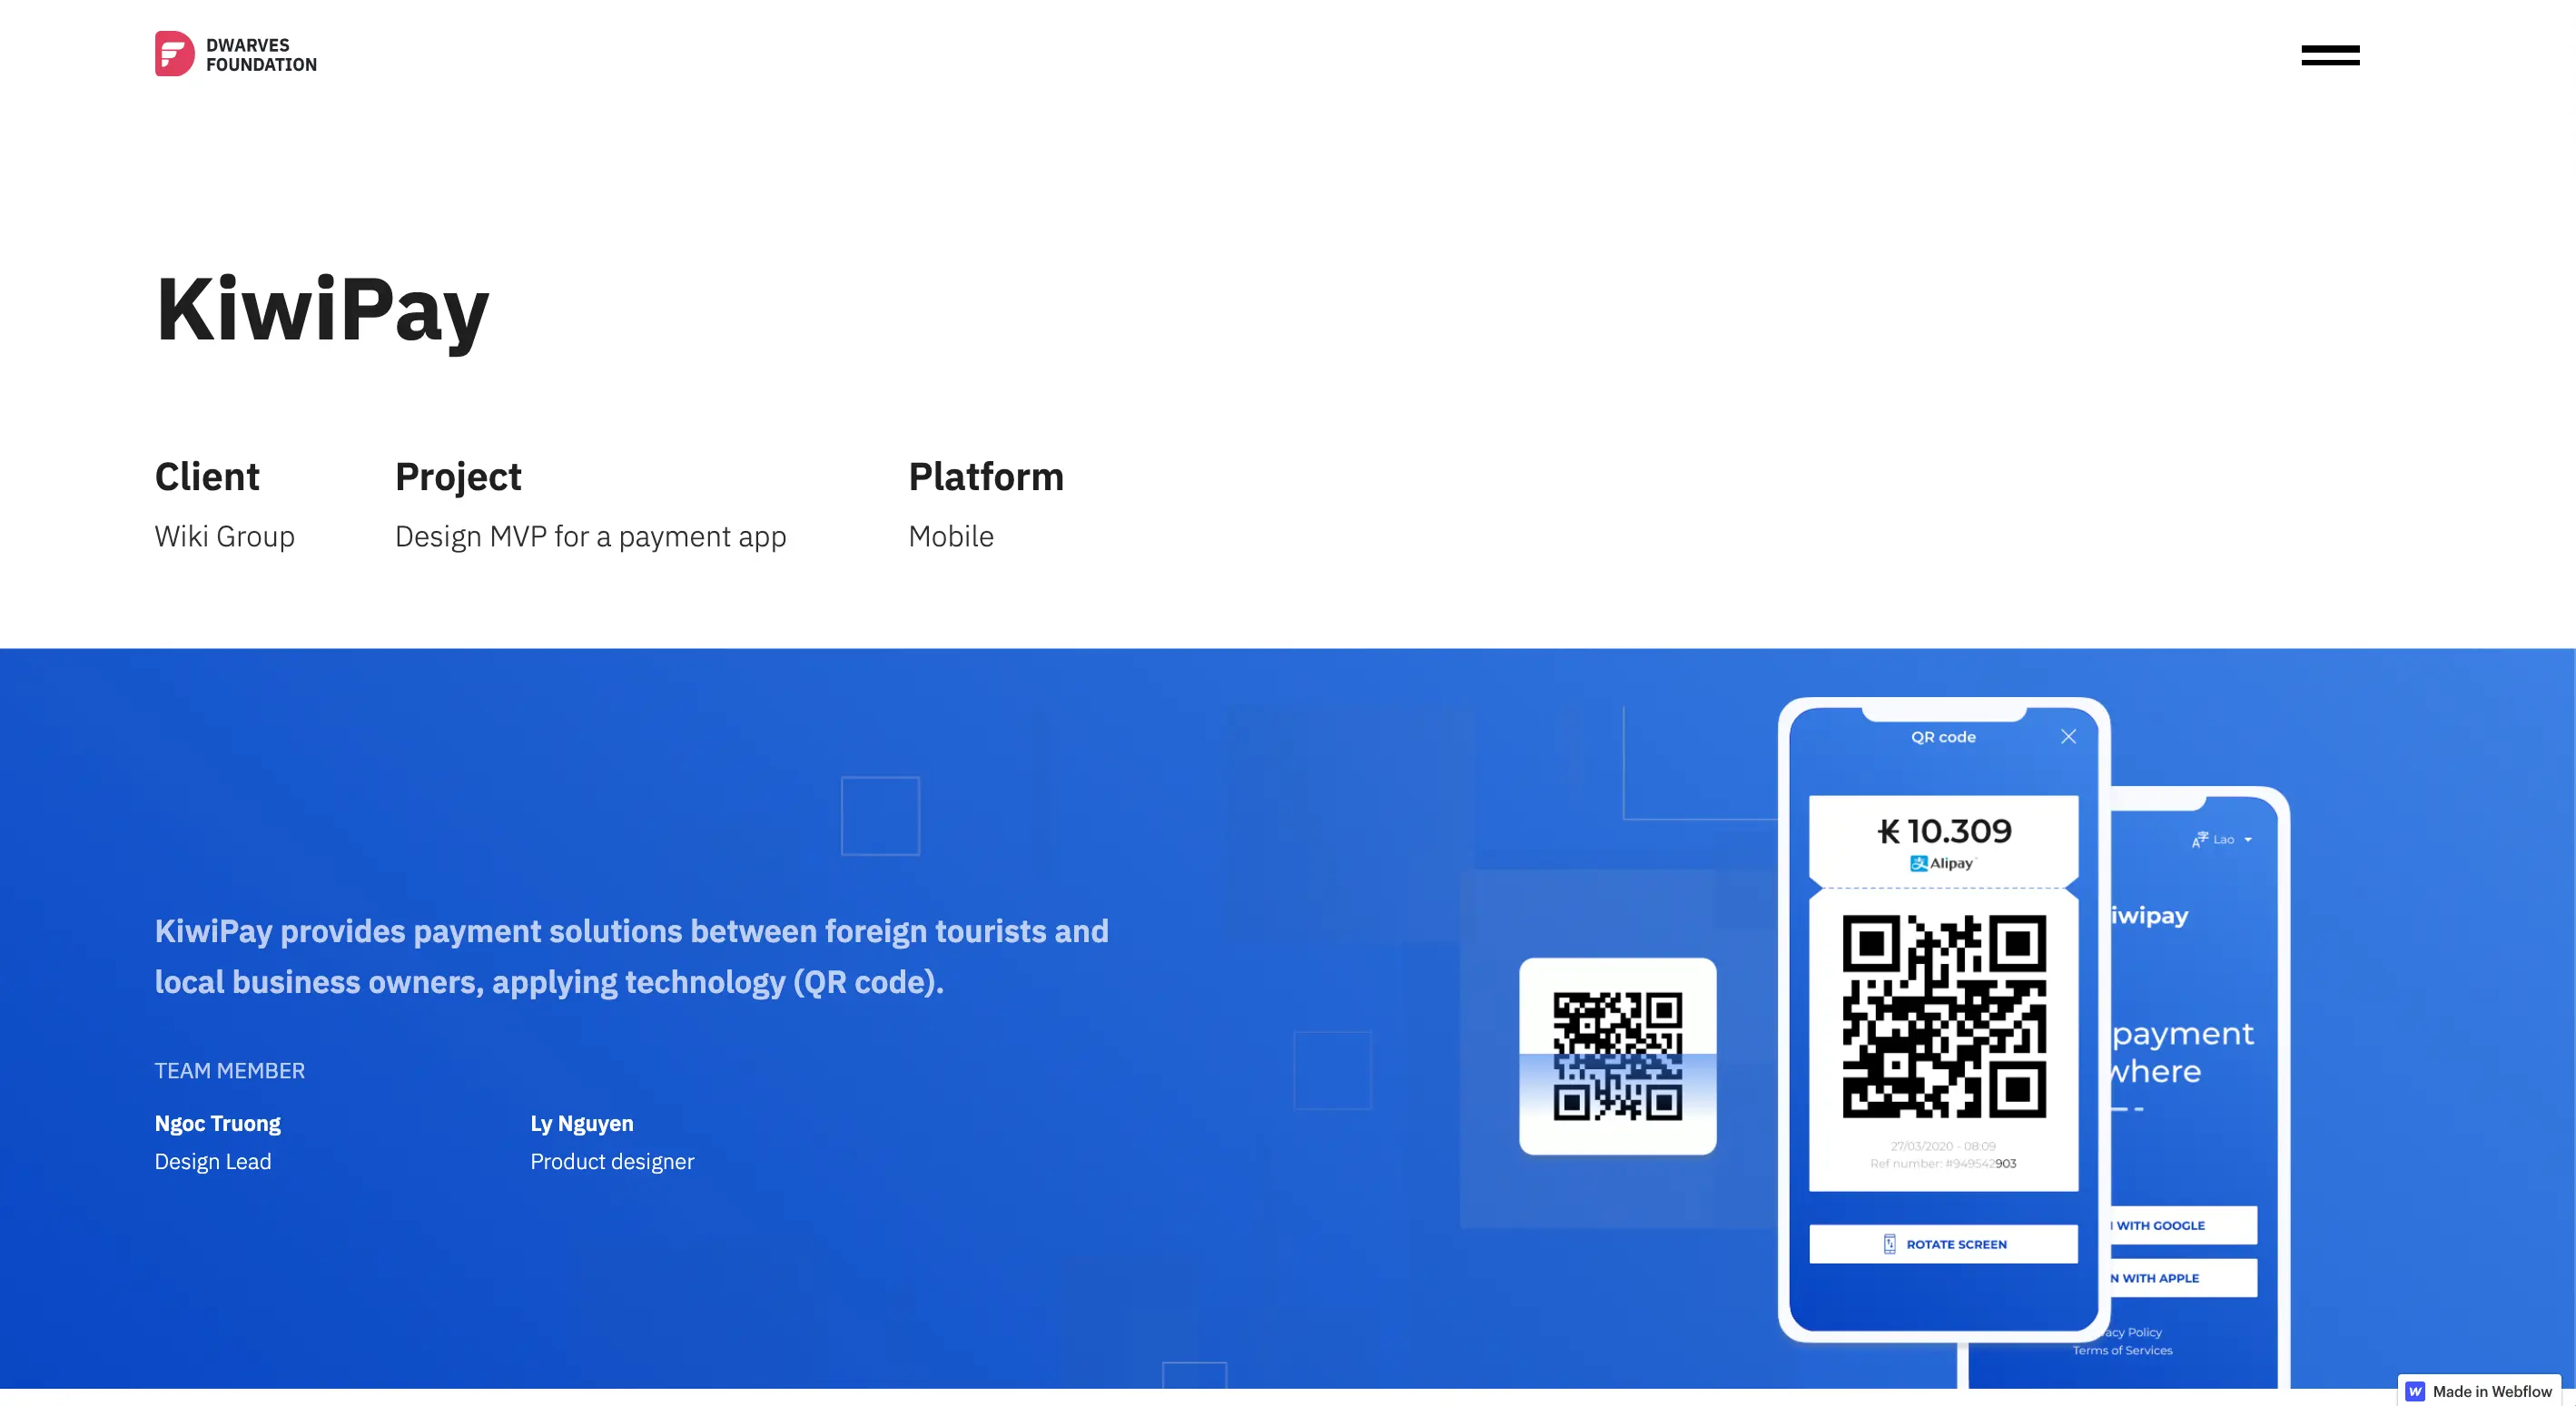 DWARVES
FOUNDATION
KiwiPay
Client
Wiki Group
Project
Design MVP for a payment app
Platform
Mobile
KiwiPay provides payment solutions between foreign tourists and
local business owners, applying technology (QR code).
TEAM MEMBER
Ngoc Truong
Design Lead
Ly Nguyen
Product designer
QR code
₭ 10.309
支 Alipay
27/03/2020 - 08:09
Ref number: #949542903
ROTATE SCREEN
A字 Lao
iwipay
payment
where
WITH GOOGLE
N WITH APPLE
acy Policy
Terms of Services
Made in Webflow